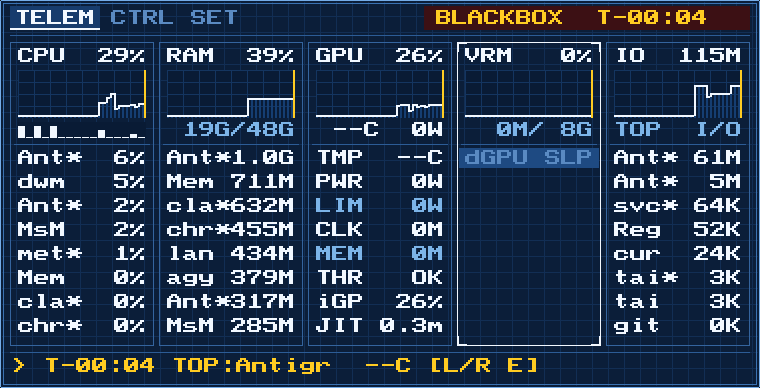 TELEM CTRL SET BLACKBOX T-00:04
CPU 29%
Ant* 6%
dwm 5%
Ant* 2%
MsM 2%
met* 1%
Mem 0%
cla* 0%
chr* 0%
RAM 39%
19G/48G
Ant*1.0G
Mem 711M
cla*632M
chr*455M
lan 434M
agy 379M
Ant*317M
MsM 285M
GPU 26%
--C 0W
TMP --C
PWR 0W
LIM 0W
CLK 0M
MEM 0M
THR OK
iGP 26%
JIT 0.3m
VRM 0%
0M/ 8G
dGPU SLP
IO 115M
TOP I/O
Ant* 61M
Ant* 5M
svc* 64K
Reg 52K
cur 24K
tai* 3K
tai 3K
git 0K
> T-00:04 TOP:Antigr --C [L/R E]